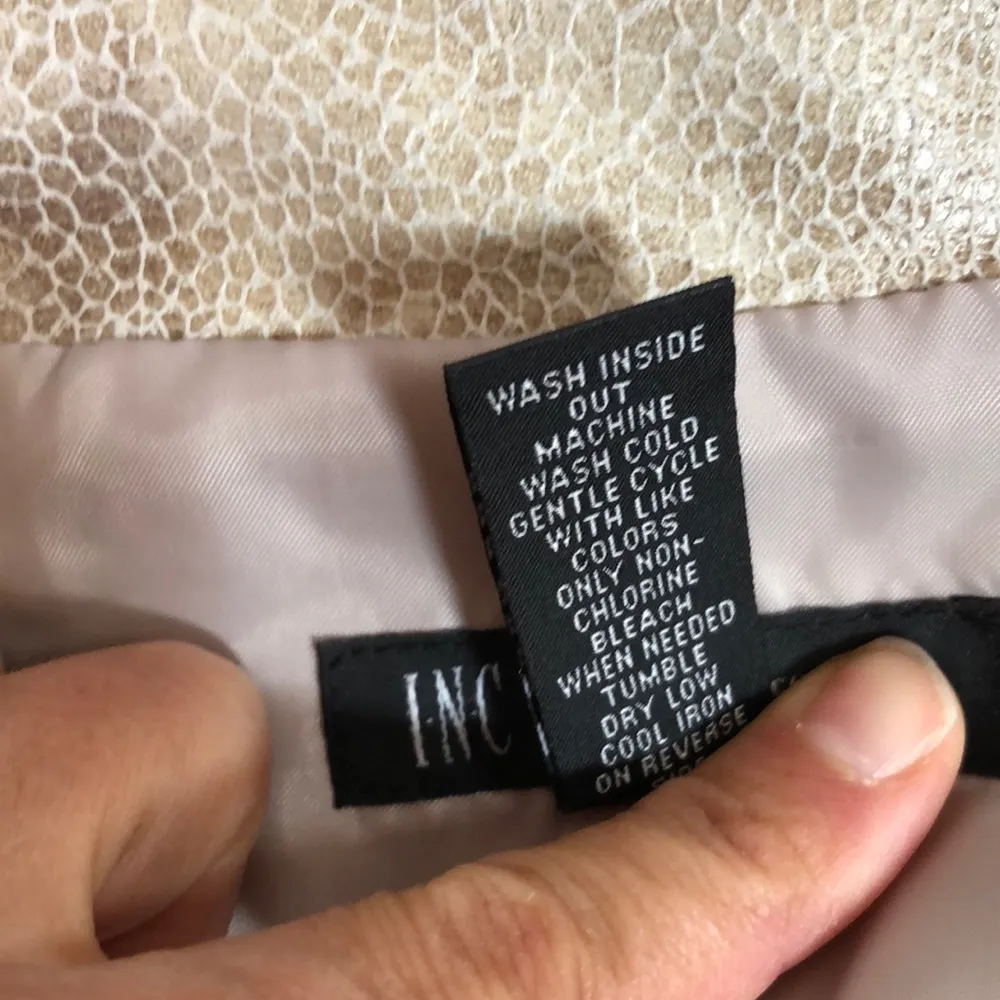 WASH INSIDE
OUT
MACHINE
WASH COLD
GENTLE CYCLE
WITH LIKE
COLORS
ONLY NON-
CHLORINE
BLEACH
WHEN NEEDED
TUMBLE
DRY LOW
COOL IRON
ON REVERSE
I·N·C